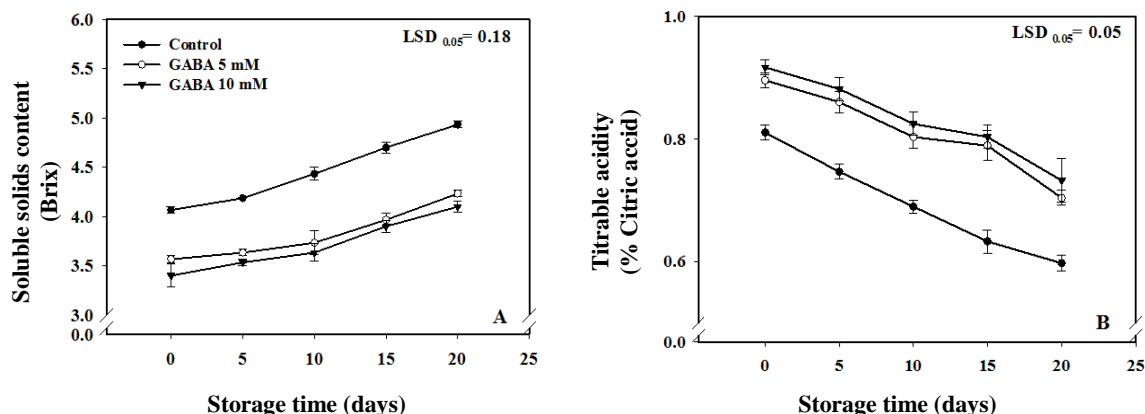 6.0
5.5
5.0
4.5
4.0
3.5
3.0
0.0
Soluble solids content
(Brix)
LSD 0.05= 0.18
Control
GABA 5 mM
GABA 10 mM
A
0 5 10 15 20 25
Storage time (days)
1.0
0.8
0.6
0.0
Titrable acidity
(% Citric accid)
LSD 0.05= 0.05
B
0 5 10 15 20 25
Storage time (days)